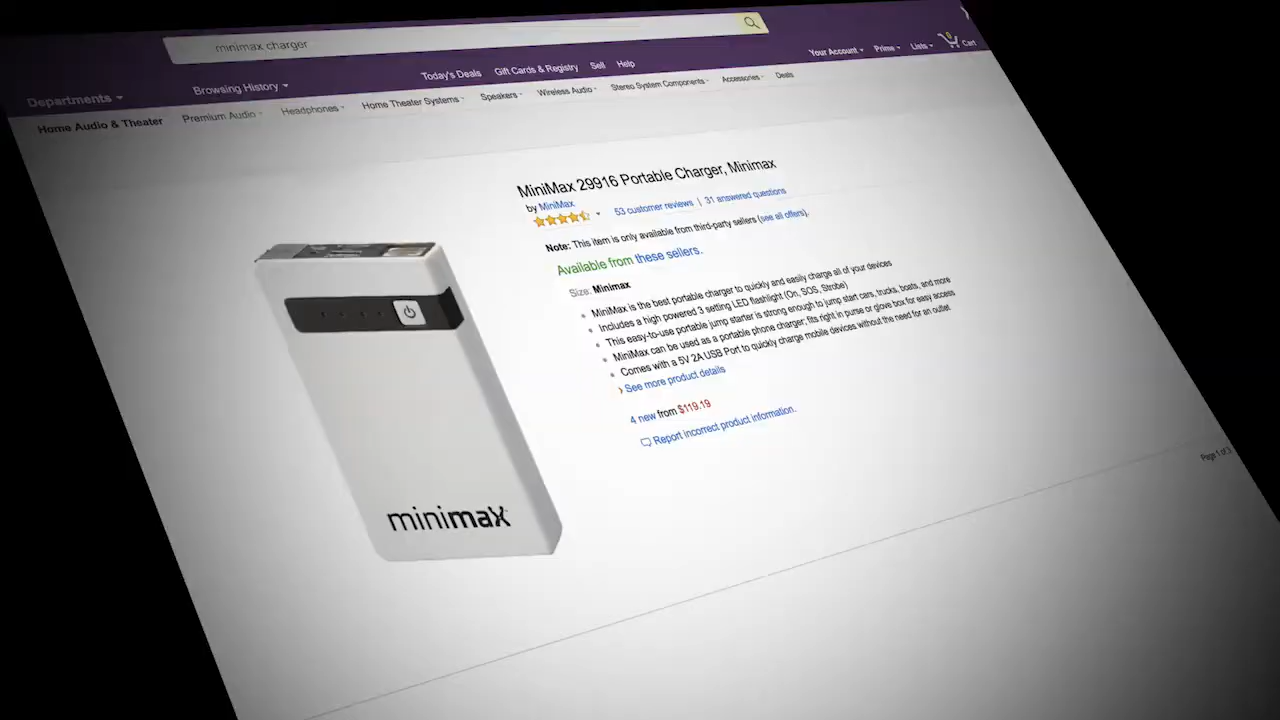 minimax charger
Departments
Browsing History
Today's Deals
Gift Cards & Registry
Sell
Help
Your Account
Prime
Lists
0
Cart
Home Audio & Theater
Premium Audio
Headphones
Home Theater Systems
Speakers
Wireless Audio
Stereo System Components
Accessories
Deals
MiniMax 29916 Portable Charger, Minimax
by MiniMax
53 customer reviews | 31 answered questions
Note: This item is only available from third-party sellers (see all offers).
Available from these sellers.
Size: Minimax
MiniMax is the best portable charger to quickly and easily charge all of your devices
Includes a high powered 3 setting LED flashlight (On, SOS, Strobe)
This easy-to-use portable jump starter is strong enough to jump start cars, trucks, boats, and more
MiniMax can be used as a portable phone charger; fits right in purse or glove box for easy access
Comes with a 5V 2A USB Port to quickly charge mobile devices without the need for an outlet
See more product details
4 new from $119.19
Report incorrect product information.
minimax
Page 1 of 3